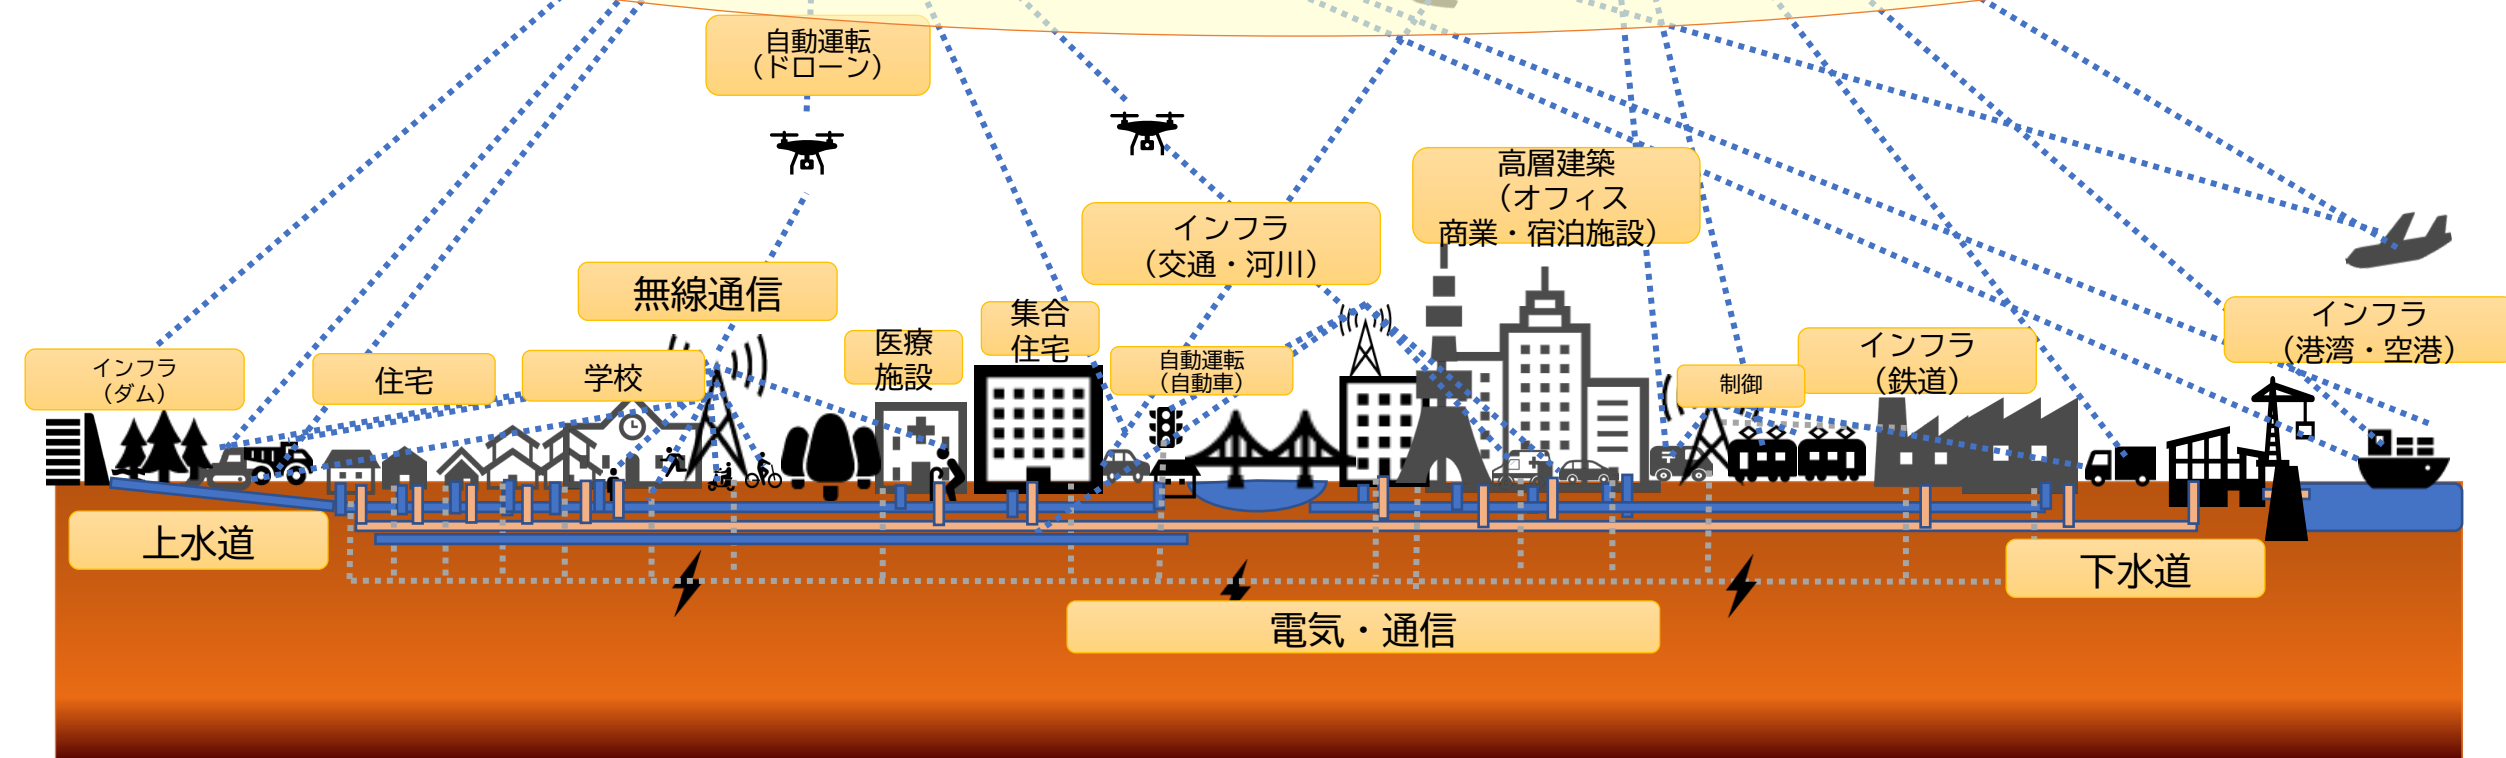 自動運転
（ドローン）
高層建築
（オフィス
商業・宿泊施設）
インフラ
（交通・河川）
無線通信
集合
住宅
医療
施設
インフラ
（港湾・空港）
インフラ
（鉄道）
インフラ
（ダム）
住宅
学校
自動運転
（自動車）
制御
上水道
下水道
電気・通信